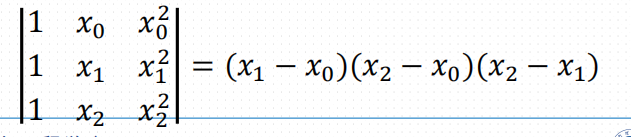 |1 x₀ x₀²|
|1 x₁ x₁²| = (x₁ − x₀)(x₂ − x₀)(x₂ − x₁)
|1 x₂ x₂²|